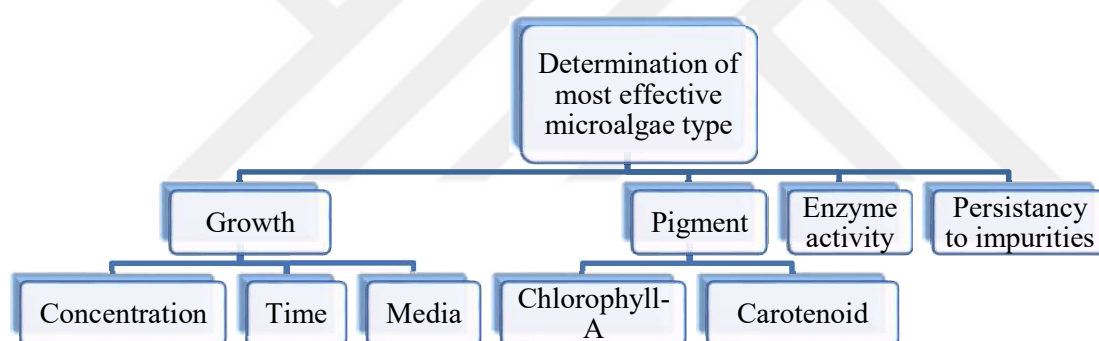 Determination of
most effective
microalgae type
Growth
Pigment
Enzyme
activity
Persistancy
to impurities
Concentration
Time
Media
Chlorophyll-
A
Carotenoid